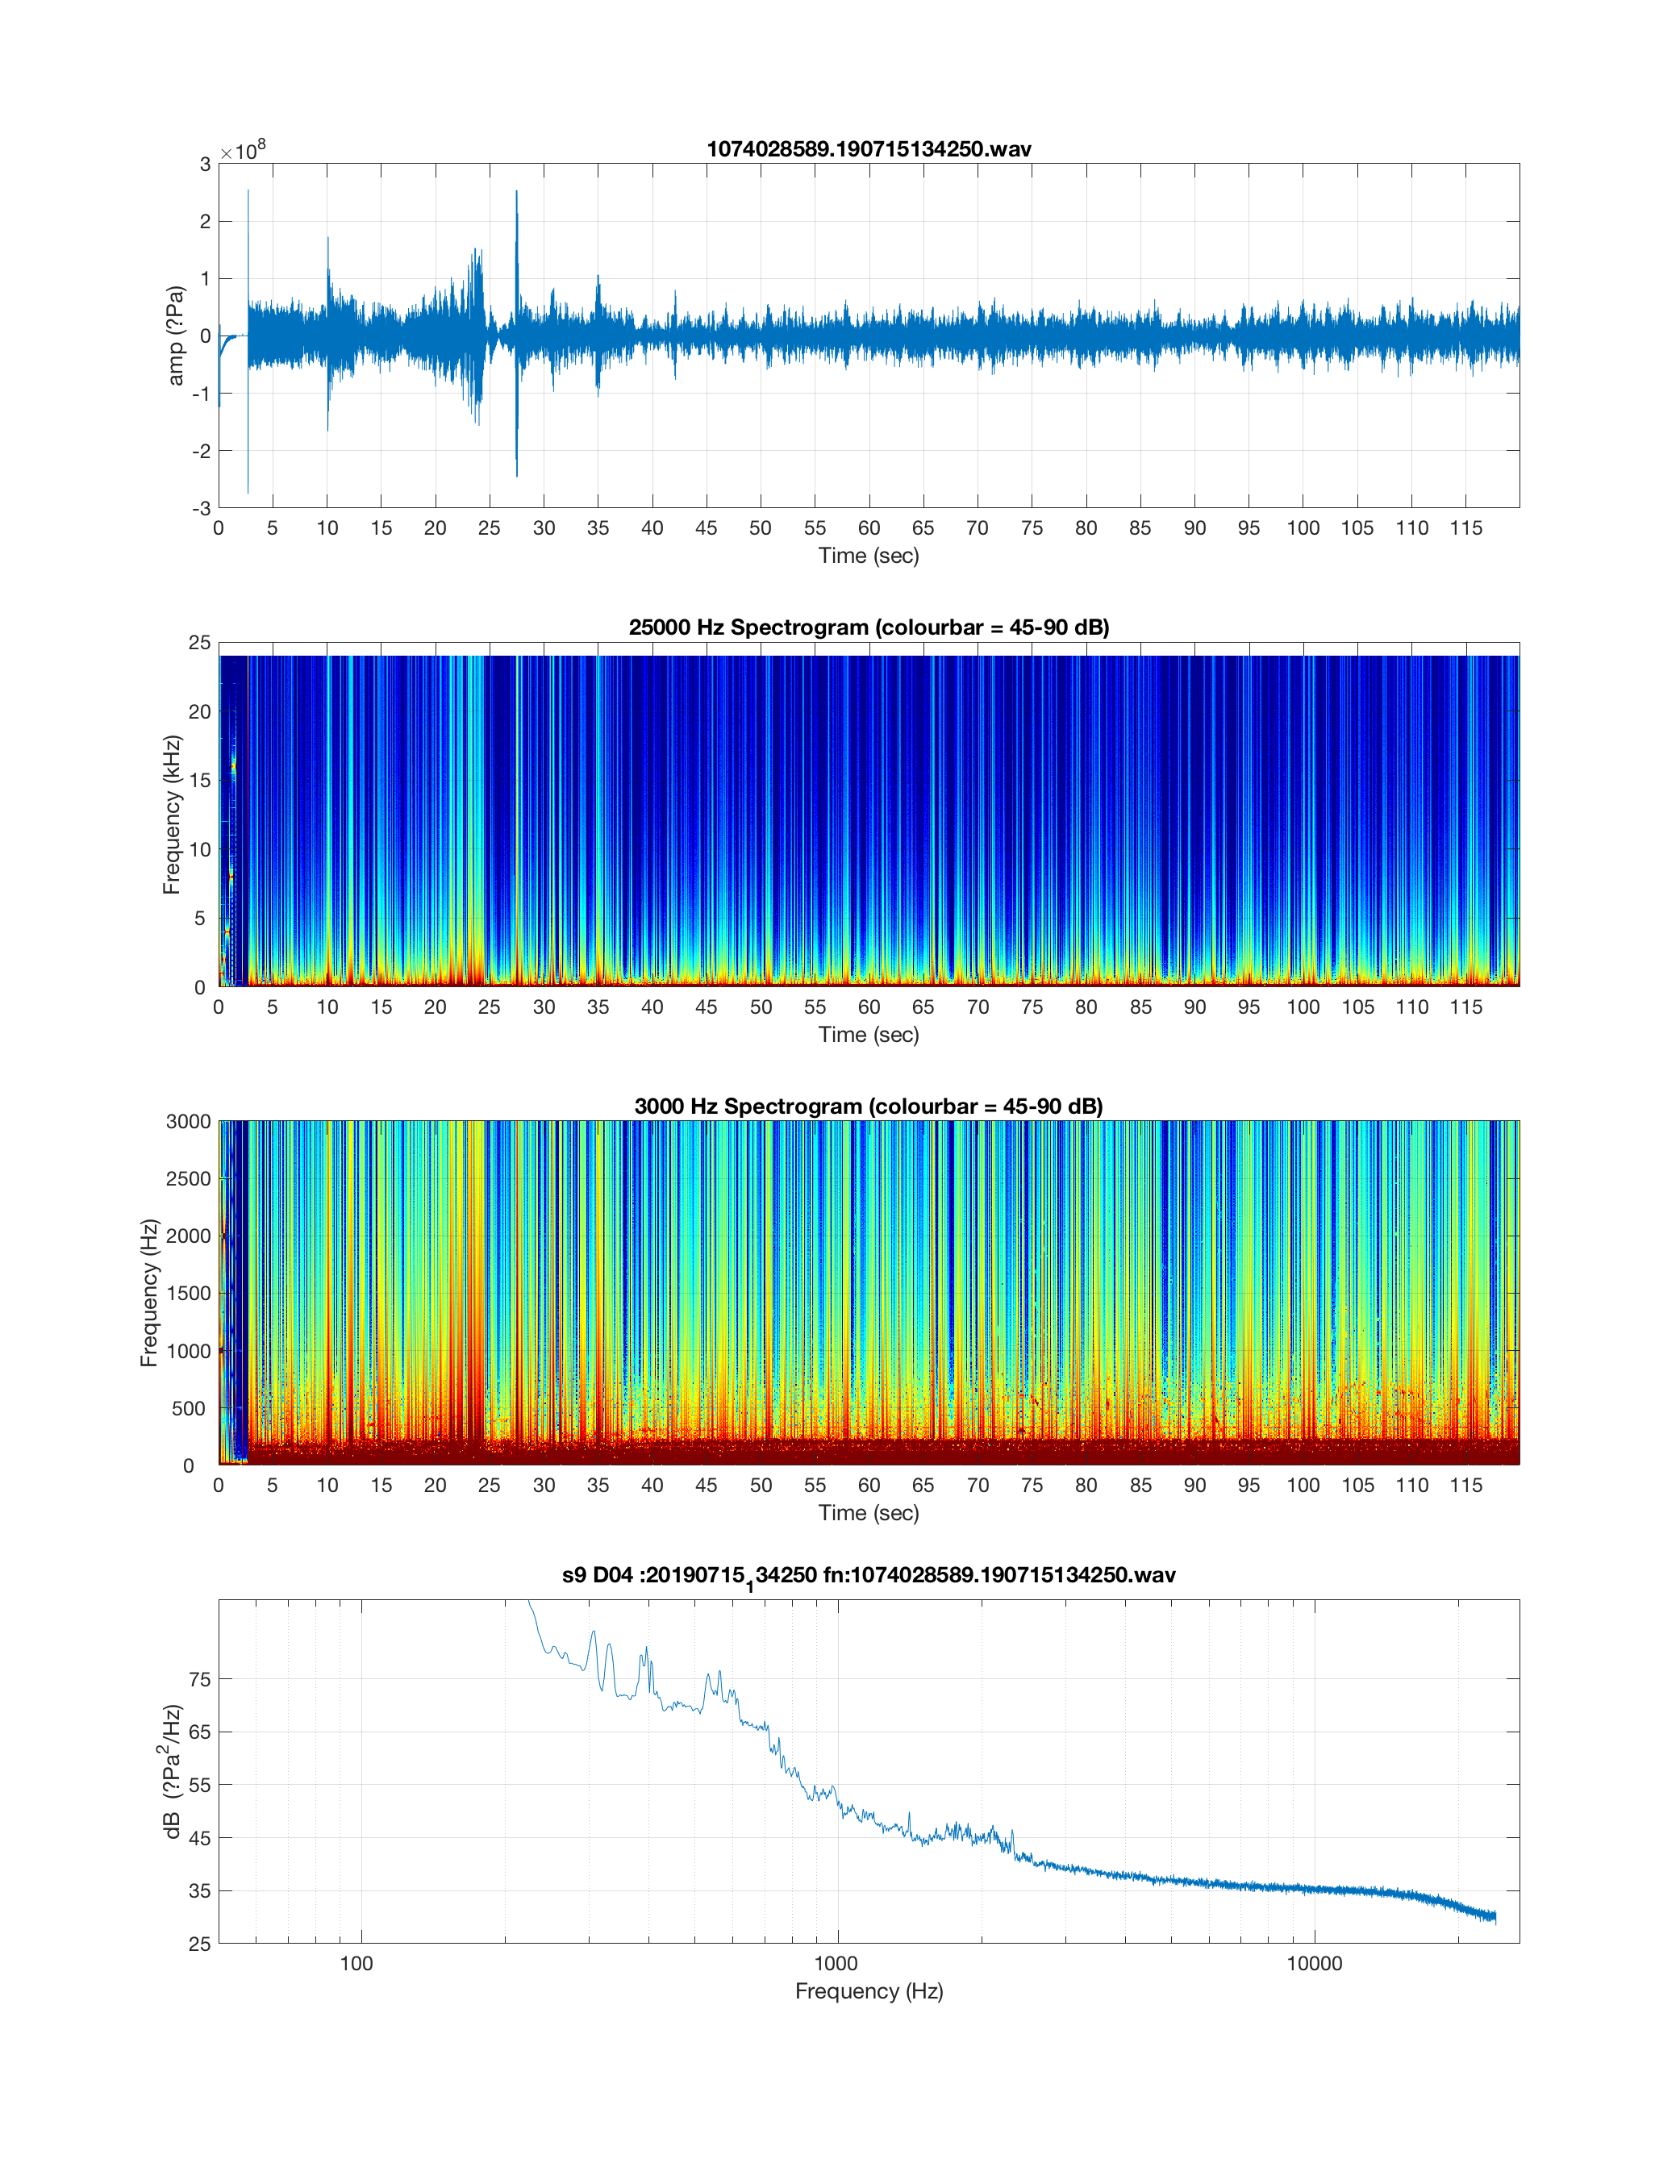 1074028589.190715134250.wav
×10^8
3
2
1
0
-1
-2
-3
amp (?Pa)
0 5 10 15 20 25 30 35 40 45 50 55 60 65 70 75 80 85 90 95 100 105 110 115
Time (sec)
25000 Hz Spectrogram (colourbar = 45-90 dB)
25
20
15
10
5
0
Frequency (kHz)
0 5 10 15 20 25 30 35 40 45 50 55 60 65 70 75 80 85 90 95 100 105 110 115
Time (sec)
3000 Hz Spectrogram (colourbar = 45-90 dB)
3000
2500
2000
1500
1000
500
0
Frequency (Hz)
0 5 10 15 20 25 30 35 40 45 50 55 60 65 70 75 80 85 90 95 100 105 110 115
Time (sec)
s9 D04 :20190715_134250 fn:1074028589.190715134250.wav
75
65
55
45
35
25
dB (?Pa^2/Hz)
100 1000 10000
Frequency (Hz)